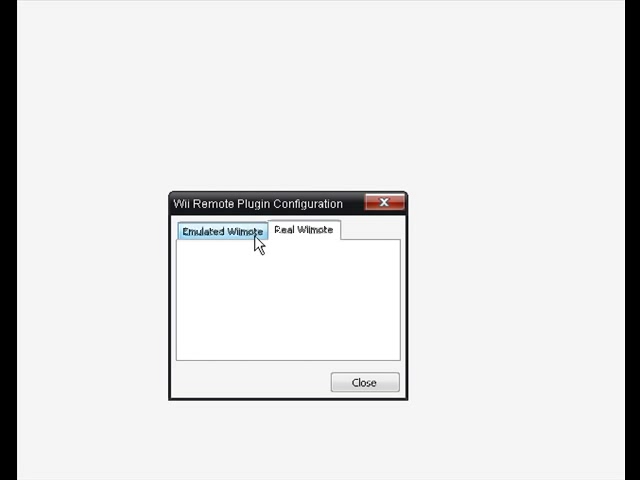 Wii Remote Plugin Configuration
Emulated Wiimote
Real Wiimote
Close